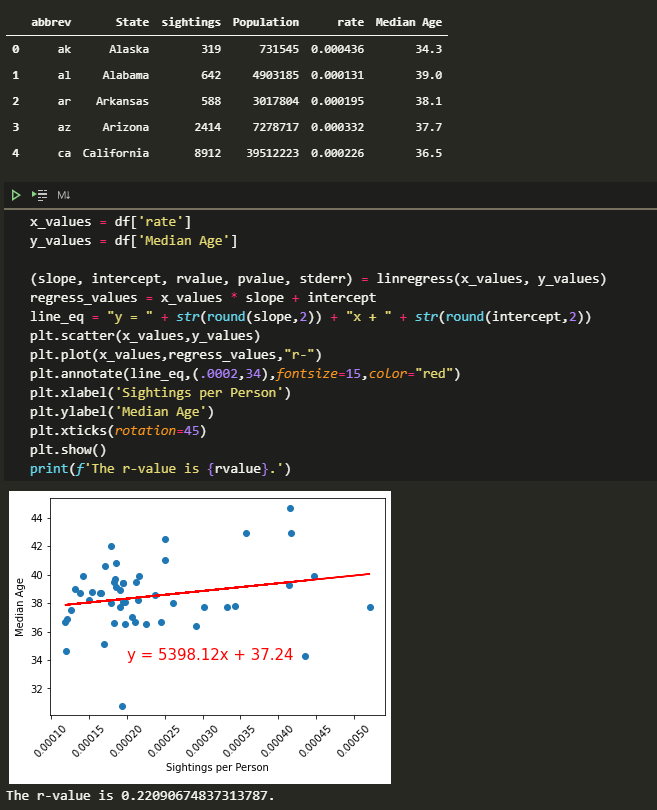 abbrev State sightings Population rate Median Age
0 ak Alaska 319 731545 0.000436 34.3
1 al Alabama 642 4903185 0.000131 39.0
2 ar Arkansas 588 3017804 0.000195 38.1
3 az Arizona 2414 7278717 0.000332 37.7
4 ca California 8912 39512223 0.000226 36.5
M↓
x_values = df['rate']
y_values = df['Median Age']
(slope, intercept, rvalue, pvalue, stderr) = linregress(x_values, y_values)
regress_values = x_values * slope + intercept
line_eq = "y = " + str(round(slope,2)) + "x + " + str(round(intercept,2))
plt.scatter(x_values,y_values)
plt.plot(x_values,regress_values,"r-")
plt.annotate(line_eq,(.0002,34),fontsize=15,color="red")
plt.xlabel('Sightings per Person')
plt.ylabel('Median Age')
plt.xticks(rotation=45)
plt.show()
print(f'The r-value is {rvalue}.')
Median Age
44
42
40
38
36
34
32
y = 5398.12x + 37.24
0.00010 0.00015 0.00020 0.00025 0.00030 0.00035 0.00040 0.00045 0.00050
Sightings per Person
The r-value is 0.22090674837313787.